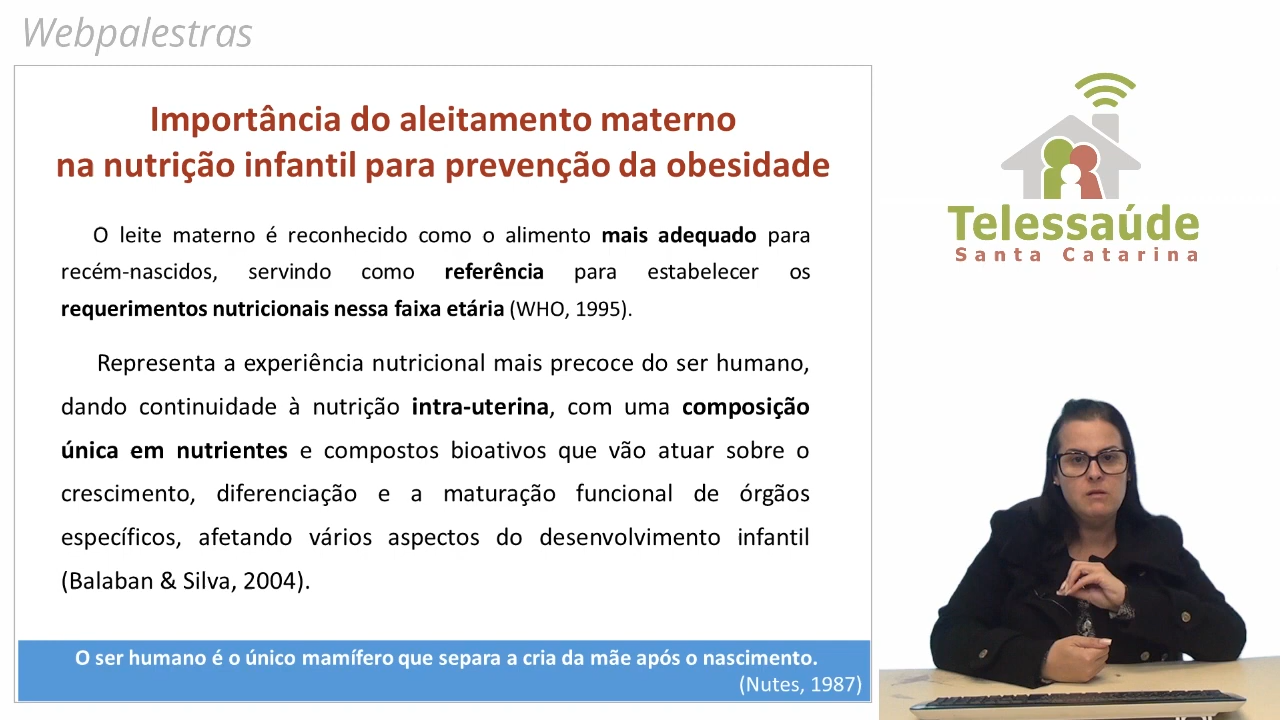 Webpalestras
Importância do aleitamento materno
na nutrição infantil para prevenção da obesidade
O leite materno é reconhecido como o alimento mais adequado para
recém-nascidos, servindo como referência para estabelecer os
requerimentos nutricionais nessa faixa etária (WHO, 1995).
Representa a experiência nutricional mais precoce do ser humano,
dando continuidade à nutrição intra-uterina, com uma composição
única em nutrientes e compostos bioativos que vão atuar sobre o
crescimento, diferenciação e a maturação funcional de órgãos
específicos, afetando vários aspectos do desenvolvimento infantil
(Balaban & Silva, 2004).
O ser humano é o único mamífero que separa a cria da mãe após o nascimento.
(Nutes, 1987)
Telessaúde
Santa Catarina